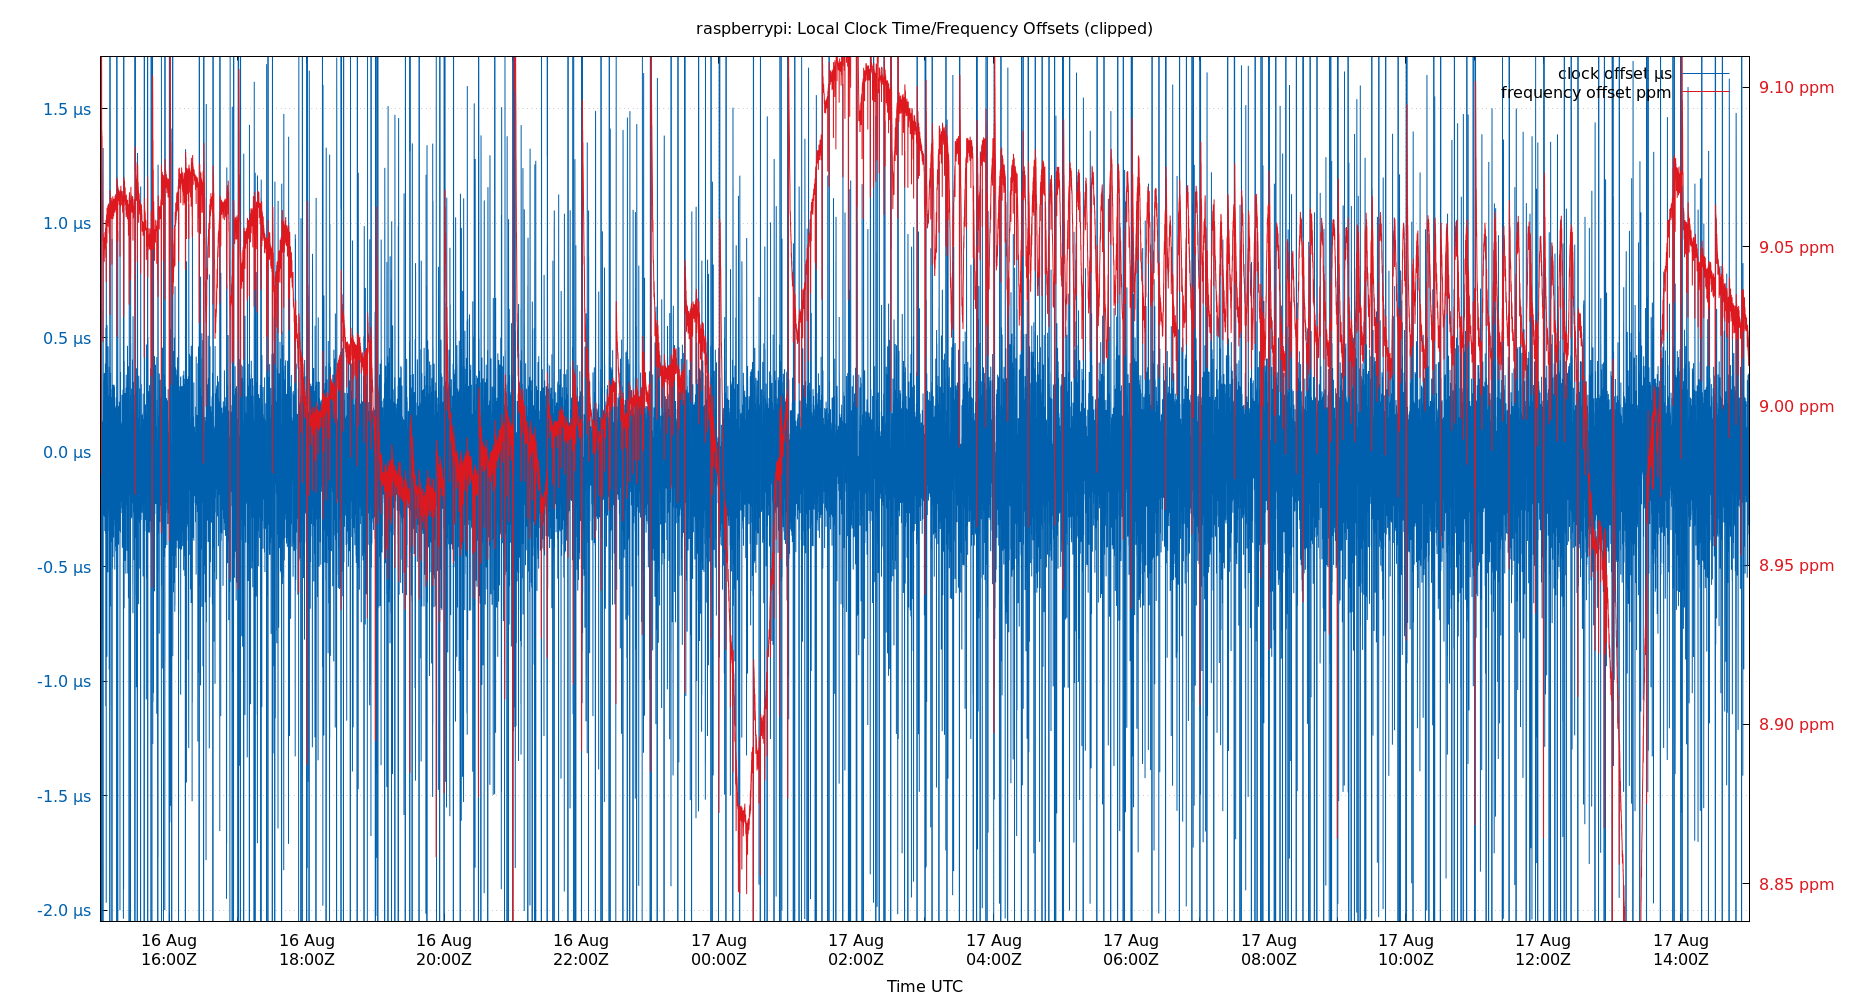 raspberrypi: Local Clock Time/Frequency Offsets (clipped)
clock offset µs
frequency offset ppm
1.5 µs
1.0 µs
0.5 µs
0.0 µs
-0.5 µs
-1.0 µs
-1.5 µs
-2.0 µs
9.10 ppm
9.05 ppm
9.00 ppm
8.95 ppm
8.90 ppm
8.85 ppm
16 Aug
16:00Z
16 Aug
18:00Z
16 Aug
20:00Z
16 Aug
22:00Z
17 Aug
00:00Z
17 Aug
02:00Z
17 Aug
04:00Z
17 Aug
06:00Z
17 Aug
08:00Z
17 Aug
10:00Z
17 Aug
12:00Z
17 Aug
14:00Z
Time UTC